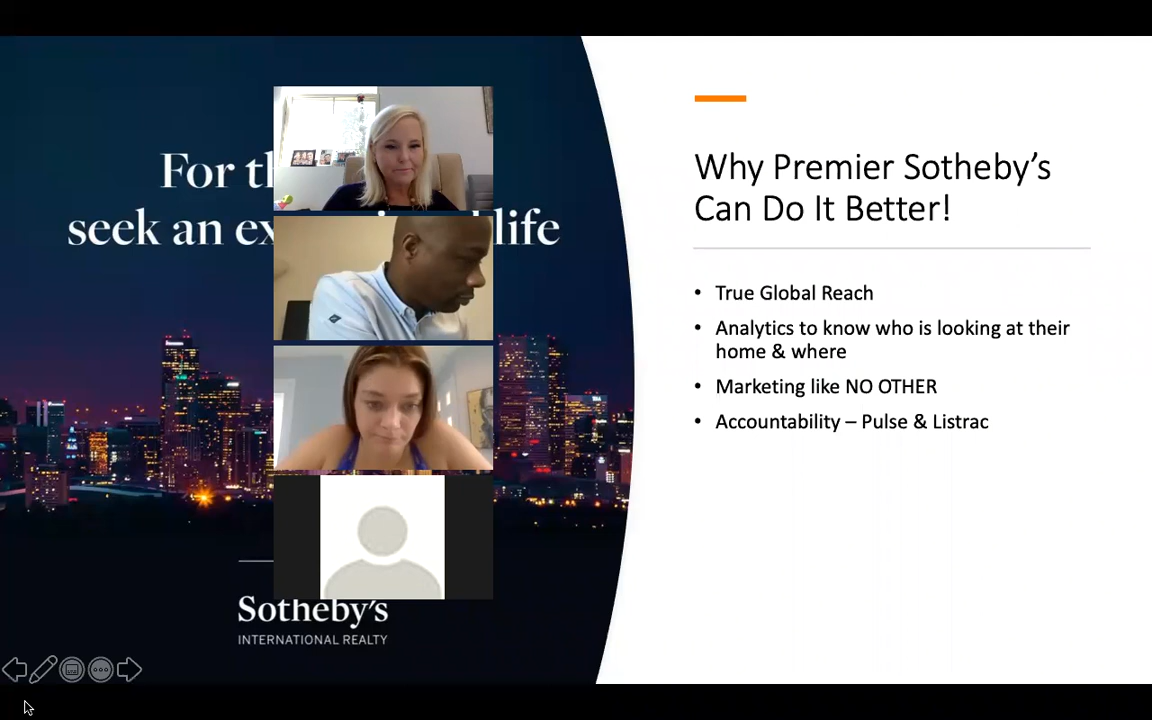 For th
seek an ex
life
Sotheby's
INTERNATIONAL REALTY
Why Premier Sotheby's
Can Do It Better!
• True Global Reach
• Analytics to know who is looking at their
home & where
• Marketing like NO OTHER
• Accountability – Pulse & Listrac